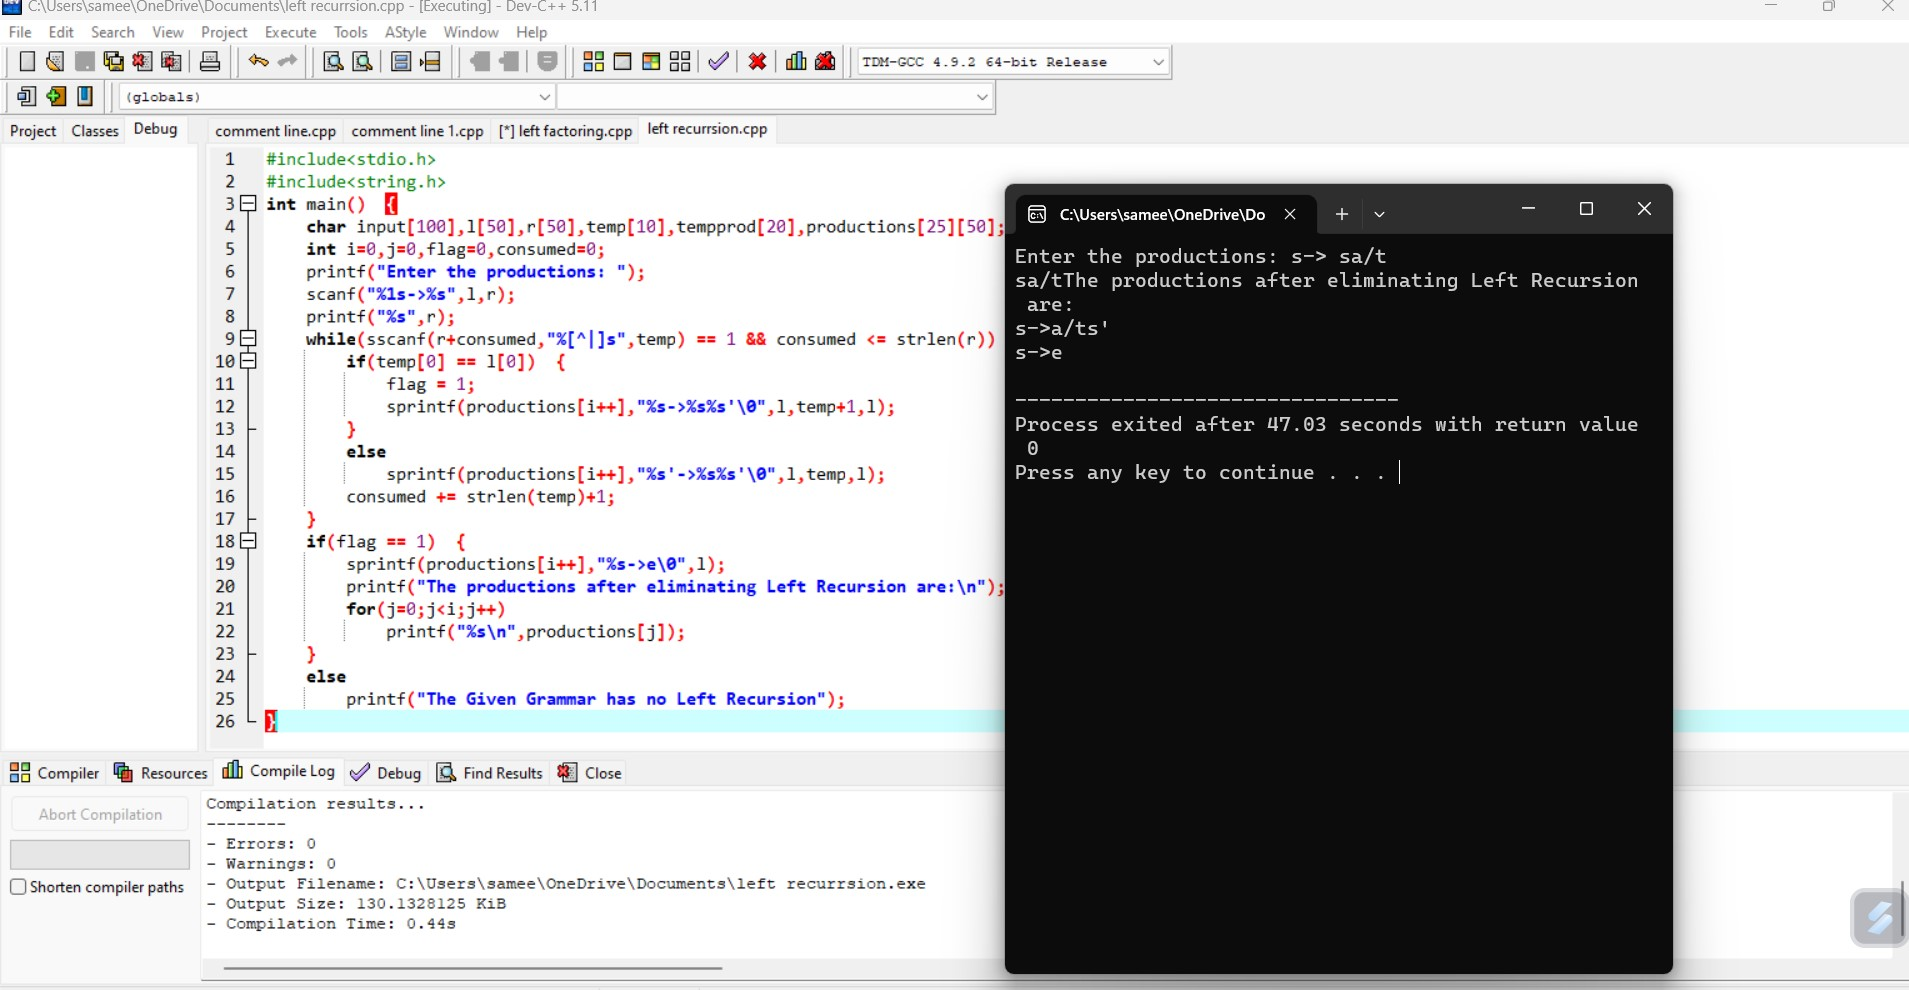 C:\Users\samee\OneDrive\Documents\left recurrsion.cpp - [Executing] - Dev-C++ 5.11
File Edit Search View Project Execute Tools AStyle Window Help
TDM-GCC 4.9.2 64-bit Release
(globals)
Project Classes Debug
comment line.cpp comment line 1.cpp [*] left factoring.cpp left recurrsion.cpp
1 #include<stdio.h>
2 #include<string.h>
3 int main() {
4 char input[100],l[50],r[50],temp[10],tempprod[20],productions[25][50];
5 int i=0,j=0,flag=0,consumed=0;
6 printf("Enter the productions: ");
7 scanf("%1s->%s",l,r);
8 printf("%s",r);
9 while(sscanf(r+consumed,"%[^|]s",temp) == 1 && consumed <= strlen(r))
10 if(temp[0] == l[0]) {
11 flag = 1;
12 sprintf(productions[i++],"%s->%s%s'\0",l,temp+1,l);
13 }
14 else
15 sprintf(productions[i++],"%s'->%s%s'\0",l,temp,l);
16 consumed += strlen(temp)+1;
17 }
18 if(flag == 1) {
19 sprintf(productions[i++],"%s->e\0",l);
20 printf("The productions after eliminating Left Recursion are:\n");
21 for(j=0;j<i;j++)
22 printf("%s\n",productions[j]);
23 }
24 else
25 printf("The Given Grammar has no Left Recursion");
26 }
C:\Users\samee\OneDrive\Do
Enter the productions: s-> sa/t
sa/tThe productions after eliminating Left Recursion
are:
s->a/ts'
s->e
--------------------------------
Process exited after 47.03 seconds with return value
0
Press any key to continue . . .
Compiler Resources Compile Log Debug Find Results Close
Abort Compilation
Shorten compiler paths
Compilation results...
--------
- Errors: 0
- Warnings: 0
- Output Filename: C:\Users\samee\OneDrive\Documents\left recurrsion.exe
- Output Size: 130.1328125 KiB
- Compilation Time: 0.44s